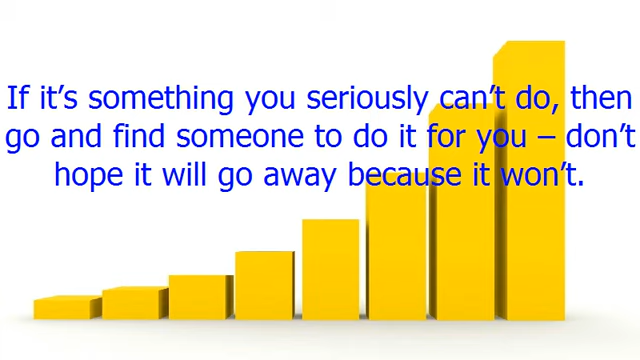 If it’s something you seriously can’t do, then
go and find someone to do it for you – don’t
hope it will go away because it won’t.